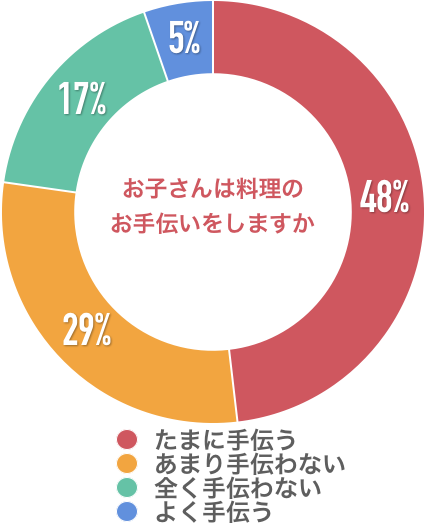 5%
17%
48%
29%
お子さんは料理の
お手伝いをしますか
たまに手伝う
あまり手伝わない
全く手伝わない
よく手伝う